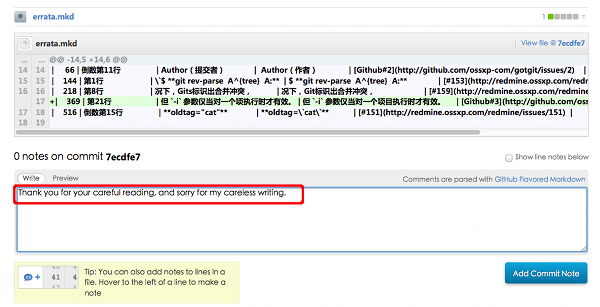 errata.mkd
1
errata.mkd
View file @ 7ecdfe7
... ... @@ -14,5 +14,6 @@
14 14 | 66 | 倒数第11行 | Author（提交者） | Author（作者） | [Github#2](http://github.com/ossxp-com/gotgit/issues/2) |
15 15 | 144 | 第1行 | \`$ **git rev-parse A^{tree} A:** | $ **git rev-parse A^{tree} A:** | [#153](http://redmine.ossxp.com/redmine
16 16 | 218 | 第8行 | 况下，Gits标识出合并冲突， | 况下，Git标识出合并冲突， | [#159](http://redmine.ossxp.com/redmine/is
17 +| 369 | 第21行 | 但 `-i` 参数仅当对一个项执行时才有效。 | 但 `-i` 参数仅当对一个项目执行时才有效。 | [Github#3](http://github.com/oss
17 18 | 516 | 倒数第15行 | **oldtag="cat"** | **oldtag=\`cat\`** | [#151](http://redmine.ossxp.com/redmine/issues/151) |
18 19
0 notes on commit 7ecdfe7
Show line notes below
Write Preview
Comments are parsed with GitHub Flavored Markdown
Thank you for your careful reading, and sorry for my careless writing.
Tip: You can also add notes to lines in a
file. Hover to the left of a line to make a
note
41 4
42 4
Add Commit Note